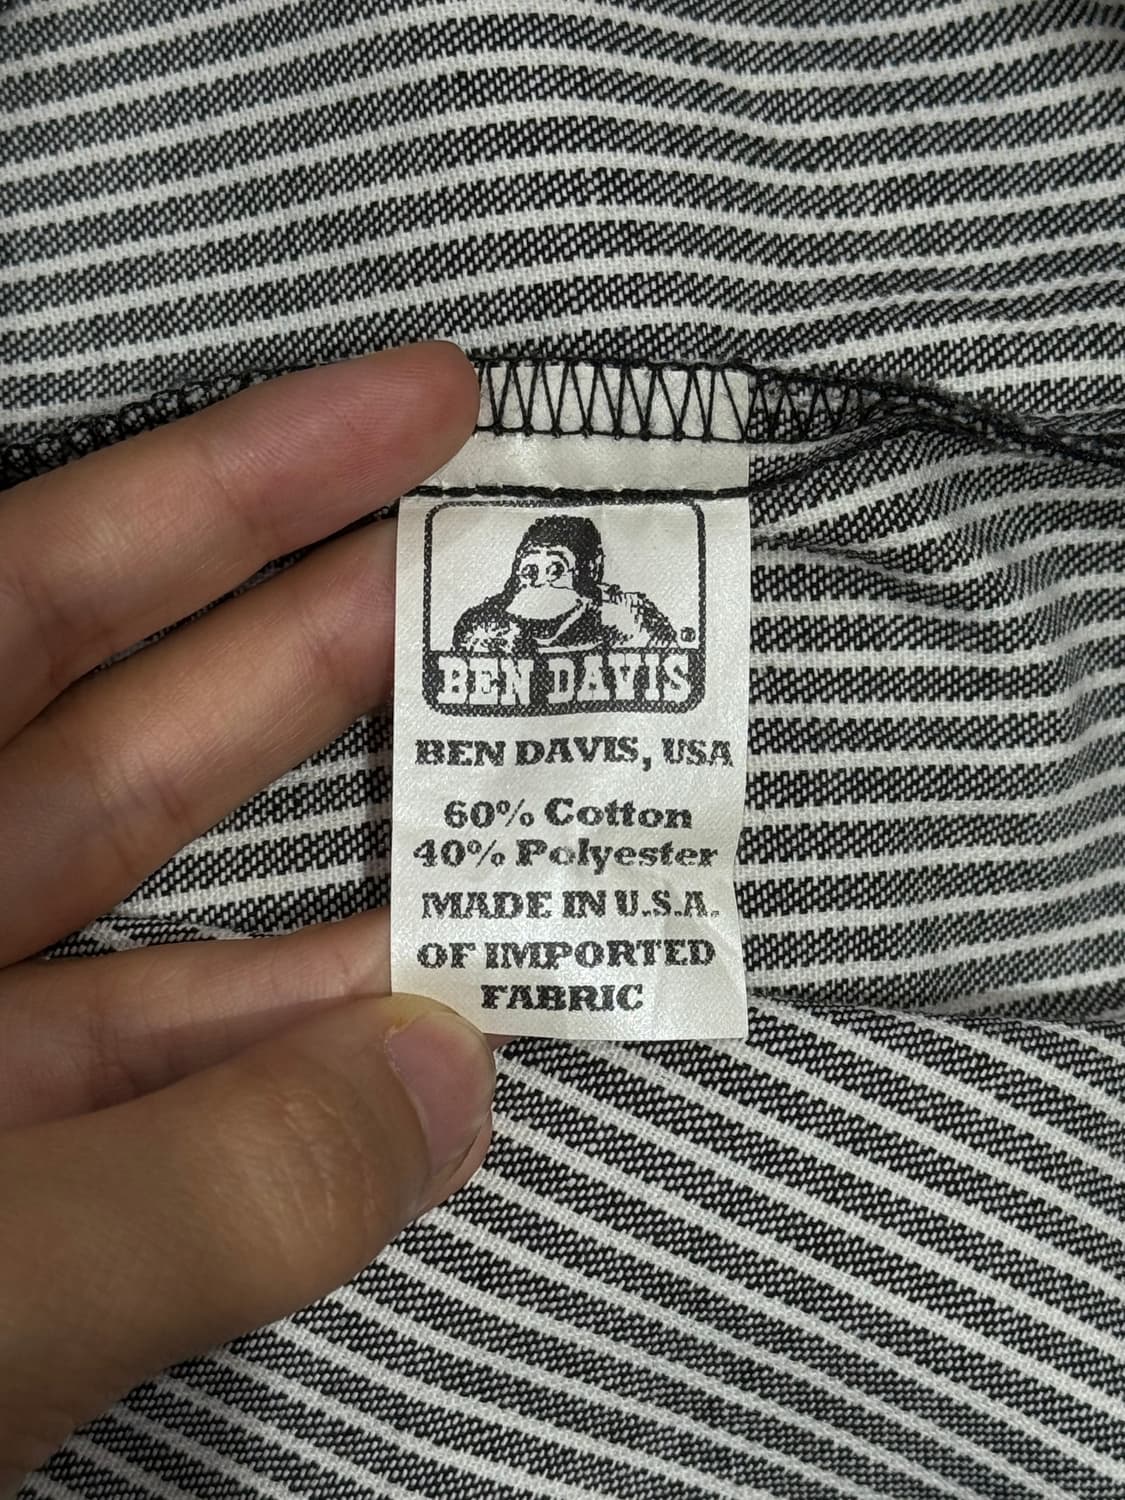 BEN DAVIS
BEN DAVIS, USA
60% Cotton
40% Polyester
MADE IN U.S.A.
OF IMPORTED
FABRIC